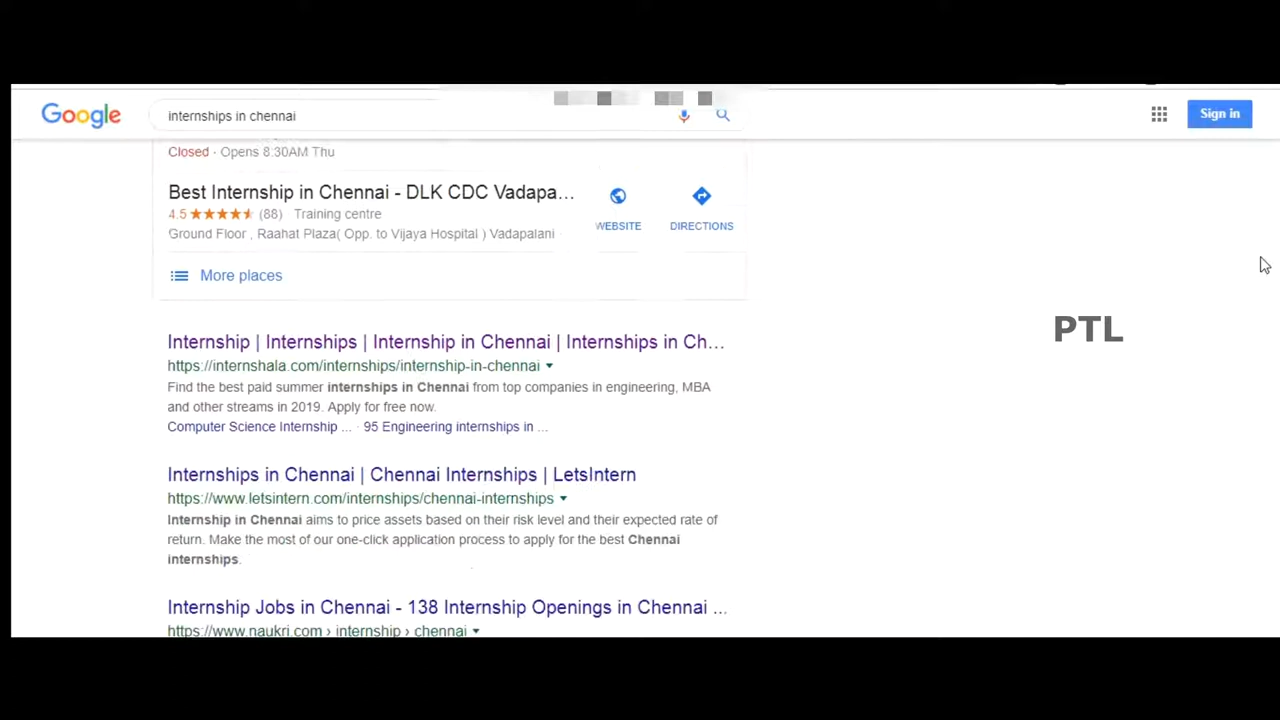 Google
internships in chennai
Sign in
Closed · Opens 8.30AM Thu
Best Internship in Chennai - DLK CDC Vadapa...
4.5 (88) Training centre
Ground Floor , Raahat Plaza( Opp. to Vijaya Hospital ) Vadapalani ·
WEBSITE
DIRECTIONS
More places
Internship | Internships | Internship in Chennai | Internships in Ch...
https://internshala.com/internships/internship-in-chennai
Find the best paid summer internships in Chennai from top companies in engineering, MBA
and other streams in 2019. Apply for free now.
Computer Science Internship ... · 95 Engineering internships in ...
Internships in Chennai | Chennai Internships | LetsIntern
https://www.letsintern.com/internships/chennai-internships
Internship in Chennai aims to price assets based on their risk level and their expected rate of
return. Make the most of our one-click application process to apply for the best Chennai
internships.
Internship Jobs in Chennai - 138 Internship Openings in Chennai ...
https://www.naukri.com › internship › chennai
PTL